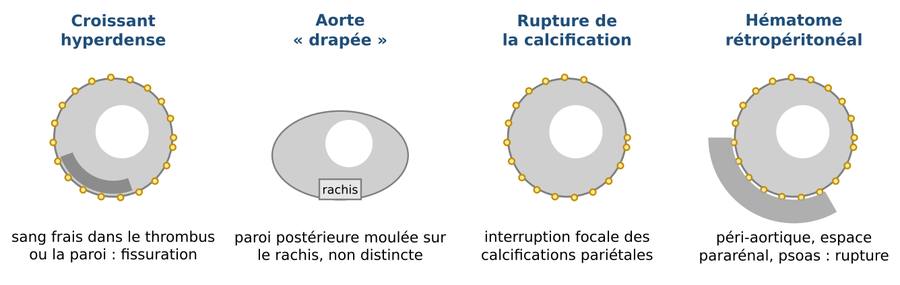 Croissant
hyperdense
Aorte
« drapée »
Rupture de
la calcification
Hématome
rétropéritonéal
rachis
sang frais dans le thrombus
ou la paroi : fissuration
paroi postérieure moulée sur
le rachis, non distincte
interruption focale des
calcifications pariétales
péri-aortique, espace
pararénal, psoas : rupture